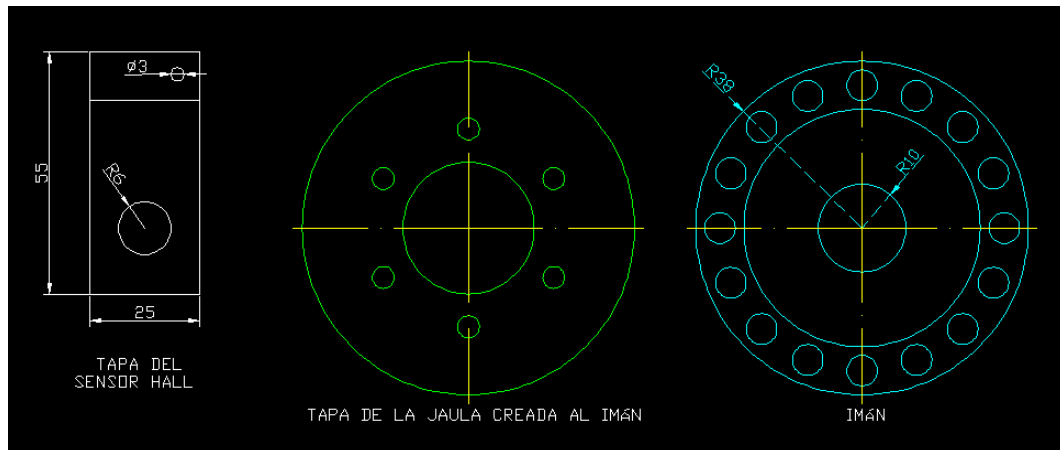 ø3
55
R6
25
TAPA DEL
SENSOR HALL
TAPA DE LA JAULA CREADA AL IMáN
R38
R10
IMáN